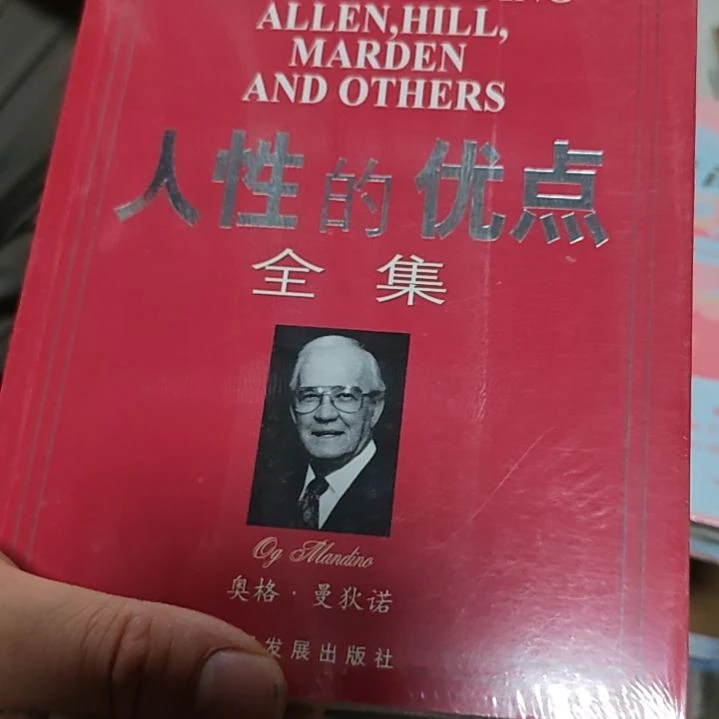 ALLEN,HILL,
MARDEN
AND OTHERS
人性的优点
全集
Og Mandino
奥格·曼狄诺
发展出版社